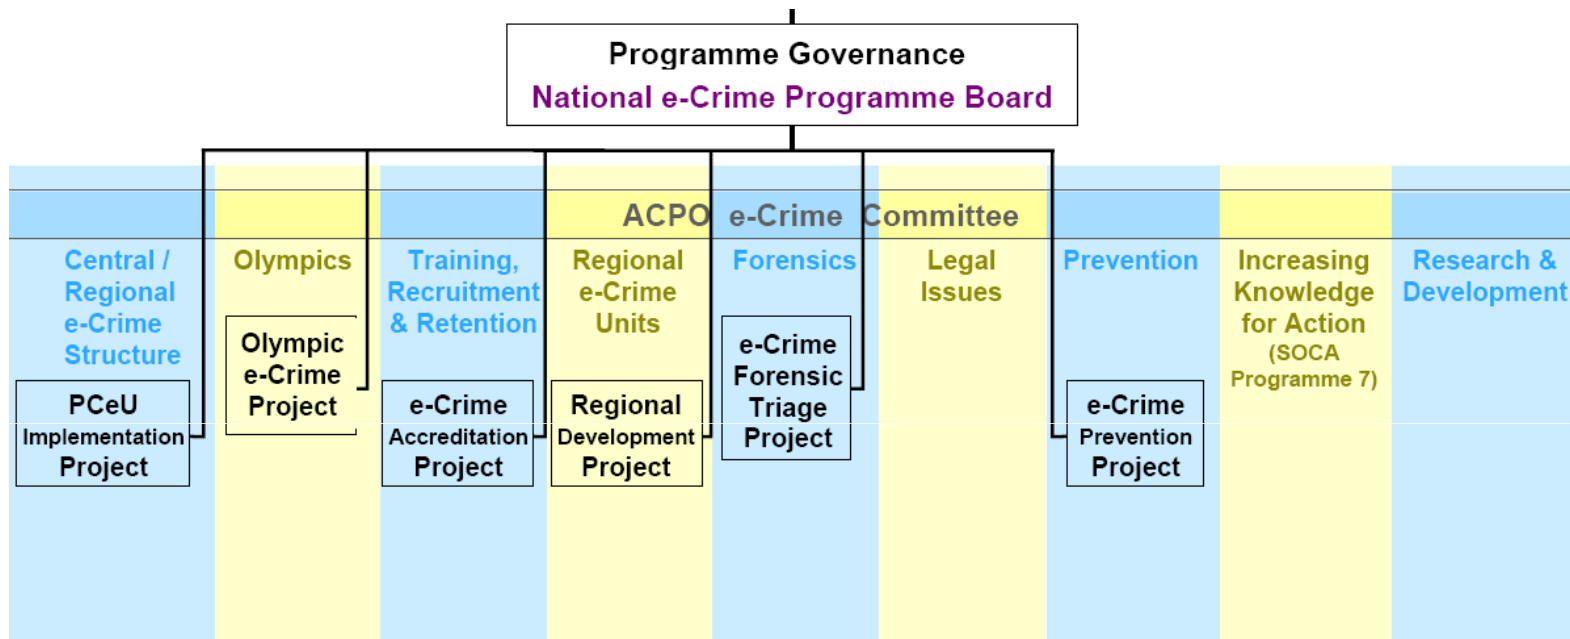 Programme Governance
National e-Crime Programme Board
ACPO e-Crime Committee
Central /
Regional
e-Crime
Structure
PCeU
Implementation
Project
Olympics
Olympic
e-Crime
Project
Training,
Recruitment
& Retention
e-Crime
Accreditation
Project
Regional
e-Crime
Units
Regional
Development
Project
Forensics
e-Crime
Forensic
Triage
Project
Legal
Issues
Prevention
e-Crime
Prevention
Project
Increasing
Knowledge
for Action
(SOCA
Programme 7)
Research &
Development